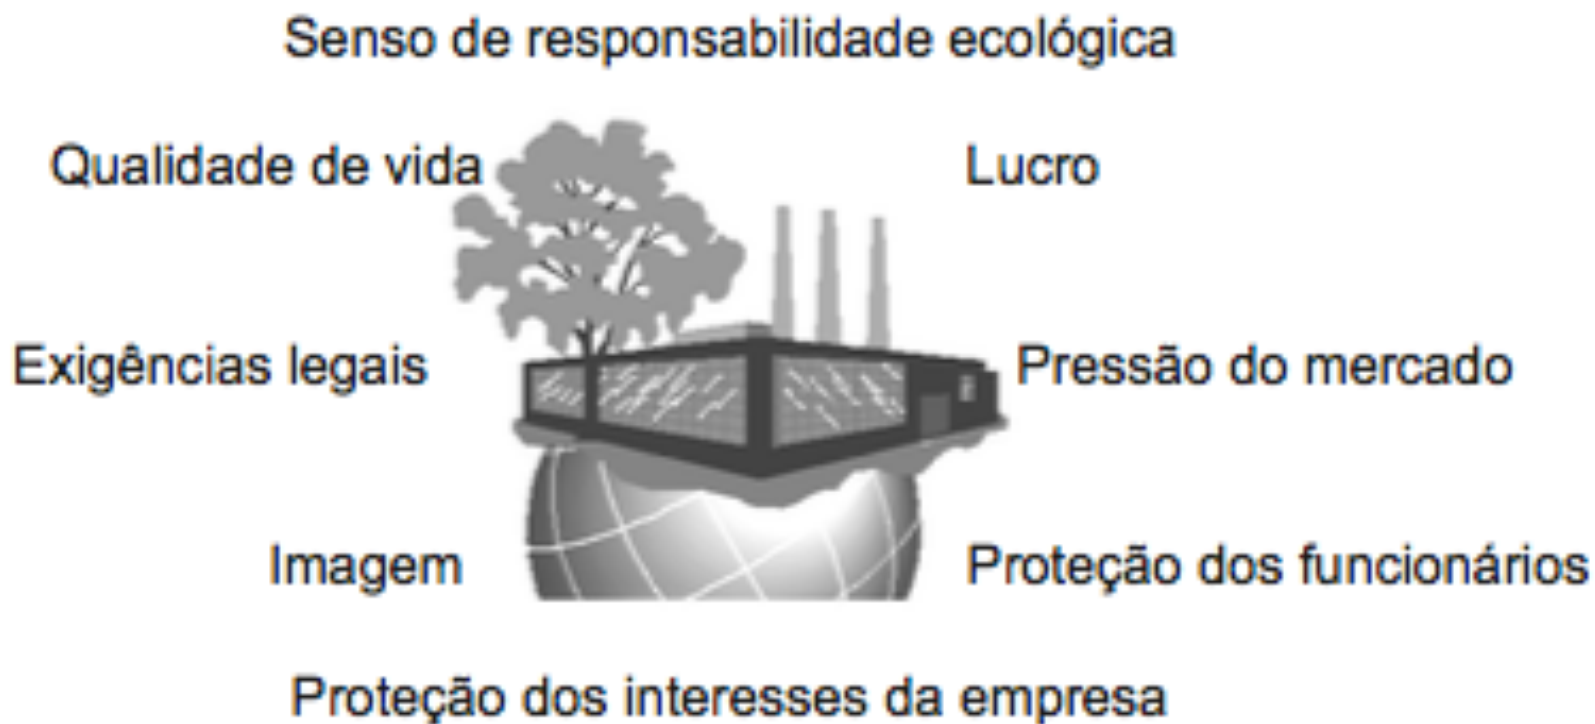 Senso de responsabilidade ecológica
Qualidade de vida
Lucro
Exigências legais
Pressão do mercado
Imagem
Proteção dos funcionários
Proteção dos interesses da empresa